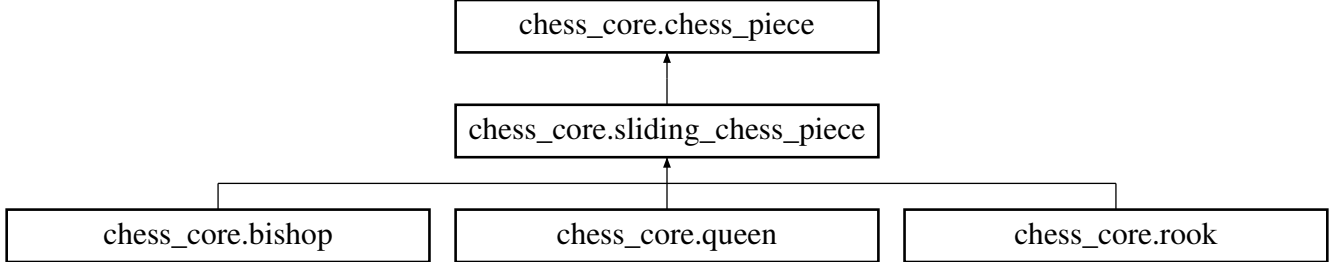 chess_core.chess_piece
chess_core.sliding_chess_piece
chess_core.bishop
chess_core.queen
chess_core.rook